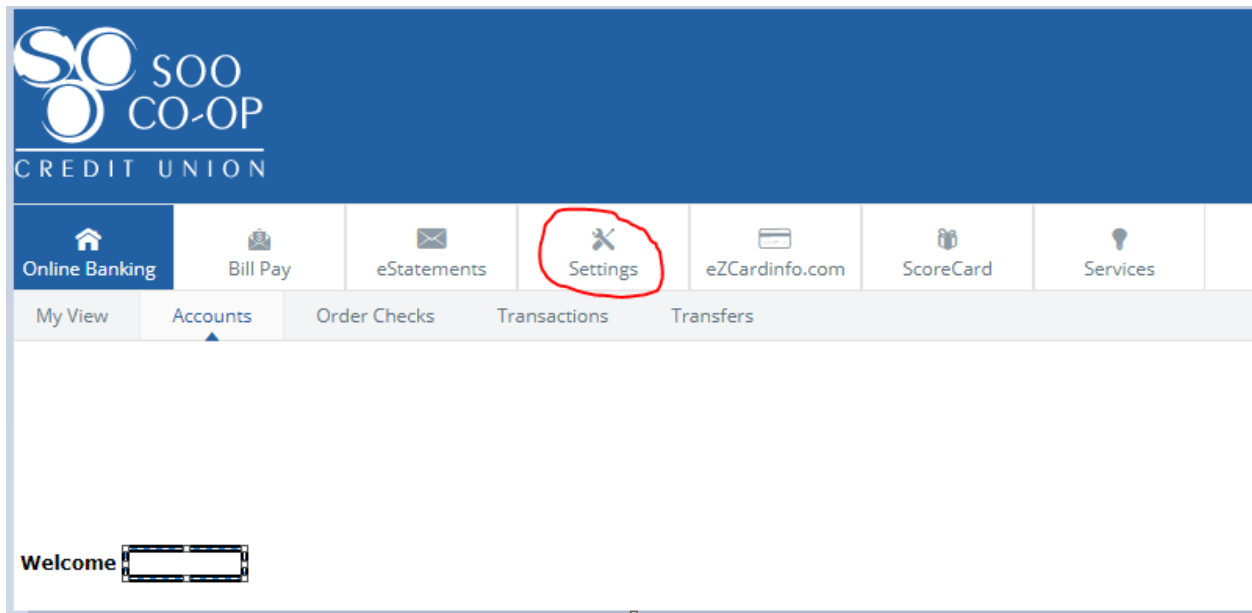 SOO
CO-OP
CREDIT UNION
Online Banking Bill Pay eStatements Settings eZCardinfo.com ScoreCard Services
My View Accounts Order Checks Transactions Transfers
Welcome